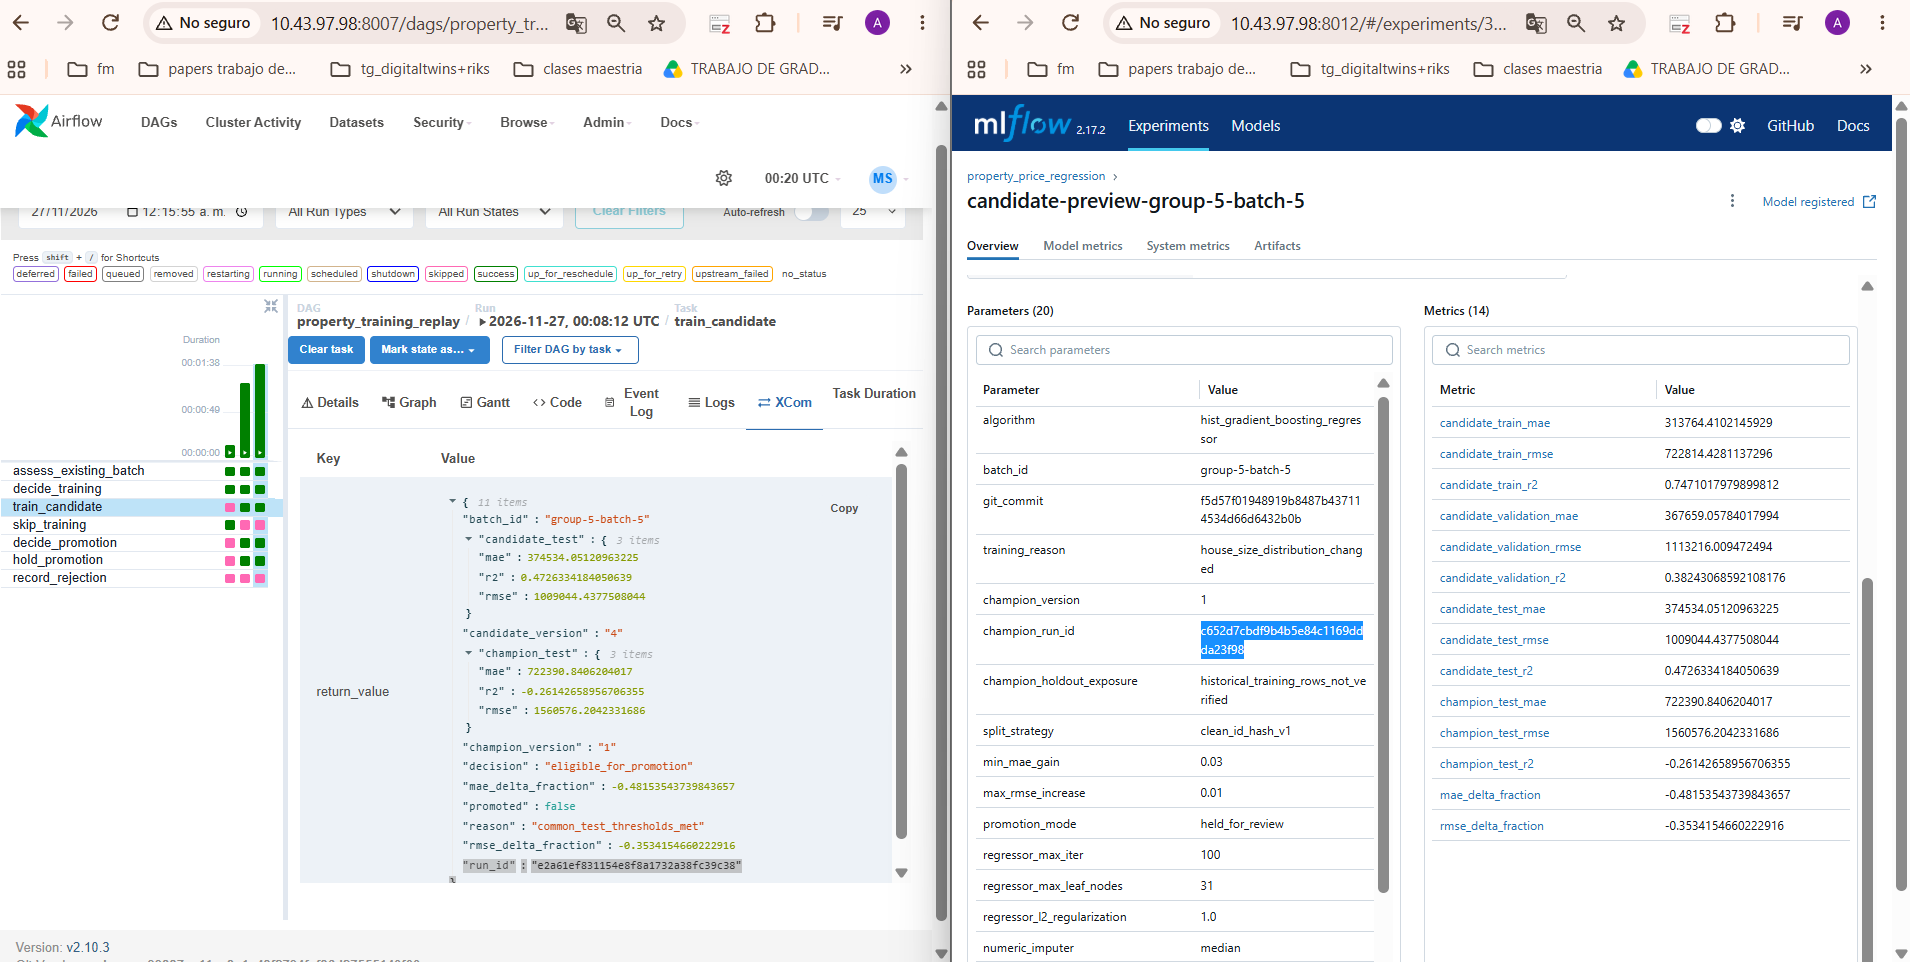 No seguro
10.43.97.98:8007/dags/property_tr...
A
fm
papers trabajo de...
tg_digitaltwins+riks
clases maestria
TRABAJO DE GRAD...
»
Airflow
DAGs
Cluster Activity
Datasets
Security
Browse
Admin
Docs
00:20 UTC
MS
27/11/2026
12:15:55 a. m.
All Run Types
All Run States
Clear Filters
Auto-refresh
25
Press shift + / for Shortcuts
deferred failed queued removed restarting running scheduled shutdown skipped success up_for_reschedule up_for_retry upstream_failed no_status
DAG
property_training_replay
/
Run
2026-11-27, 00:08:12 UTC
/
Task
train_candidate
Clear task
Mark state as...
Filter DAG by task
Duration
00:01:38
00:00:49
00:00:00
assess_existing_batch
decide_training
train_candidate
skip_training
decide_promotion
hold_promotion
record_rejection
Details
Graph
Gantt
Code
Event Log
Logs
XCom
Task Duration
Key
Value
return_value
Copy
{ 11 items
"batch_id" : "group-5-batch-5"
"candidate_test" : { 3 items
"mae" : 374534.05120963225
"r2" : 0.4726334184050639
"rmse" : 1009044.4377508044
}
"candidate_version" : "4"
"champion_test" : { 3 items
"mae" : 722390.8406204017
"r2" : -0.26142658956706355
"rmse" : 1560576.2042331686
}
"champion_version" : "1"
"decision" : "eligible_for_promotion"
"mae_delta_fraction" : -0.48153543739843657
"promoted" : false
"reason" : "common_test_thresholds_met"
"rmse_delta_fraction" : -0.3534154660222916
"run_id" : "e2a61ef831154e8f8a1732a38fc39c38"
Version: v2.10.3
No seguro
10.43.97.98:8012/#/experiments/3...
A
fm
papers trabajo de...
tg_digitaltwins+riks
clases maestria
TRABAJO DE GRAD...
»
mlflow 2.17.2
Experiments
Models
GitHub
Docs
property_price_regression ›
candidate-preview-group-5-batch-5
Model registered
Overview
Model metrics
System metrics
Artifacts
Parameters (20)
Search parameters
Parameter
Value
algorithm
hist_gradient_boosting_regres
sor
batch_id
group-5-batch-5
git_commit
f5d57f01948919b8487b43711
4534d66d6432b0b
training_reason
house_size_distribution_chang
ed
champion_version
1
champion_run_id
c652d7cbdf9b4b5e84c1169dd
da23f98
champion_holdout_exposure
historical_training_rows_not_ve
rified
split_strategy
clean_id_hash_v1
min_mae_gain
0.03
max_rmse_increase
0.01
promotion_mode
held_for_review
regressor_max_iter
100
regressor_max_leaf_nodes
31
regressor_l2_regularization
1.0
numeric_imputer
median
Metrics (14)
Search metrics
Metric
Value
candidate_train_mae
313764.4102145929
candidate_train_rmse
722814.4281137296
candidate_train_r2
0.7471017979899812
candidate_validation_mae
367659.05784017994
candidate_validation_rmse
1113216.009472494
candidate_validation_r2
0.38243068592108176
candidate_test_mae
374534.05120963225
candidate_test_rmse
1009044.4377508044
candidate_test_r2
0.4726334184050639
champion_test_mae
722390.8406204017
champion_test_rmse
1560576.2042331686
champion_test_r2
-0.26142658956706355
mae_delta_fraction
-0.48153543739843657
rmse_delta_fraction
-0.3534154660222916